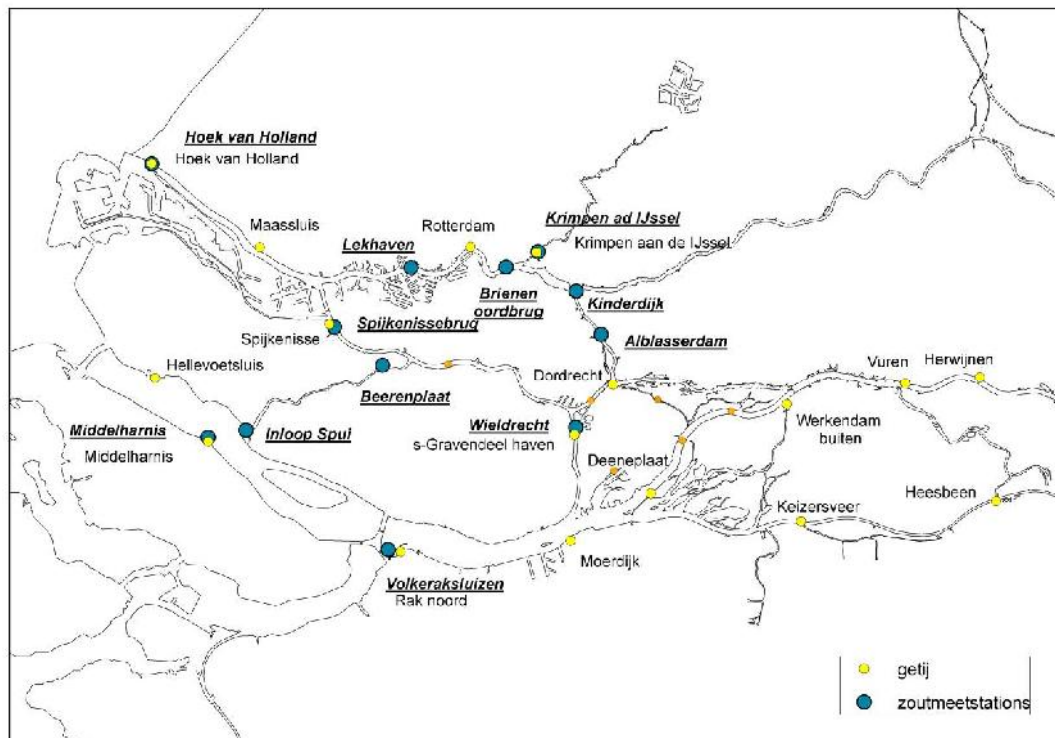 Hoek van Holland
Hoek van Holland
Maassluis
Rotterdam
Krimpen ad IJssel
Krimpen aan de IJssel
Lekhaven
Brienen
oordbrug
Kinderdijk
Spijkenissebrug
Spijkenisse
Alblasserdam
Hellevoetsluis
Beerenplaat
Dordrecht
Vuren
Herwijnen
Middelharnis
Middelharnis
Inloop Spui
Wieldrecht
s-Gravendeel haven
Werkendam
buiten
Deeneplaat
Keizersveer
Heesbeen
Moerdijk
Volkeraksluizen
Rak noord
getij
zoutmeetstations